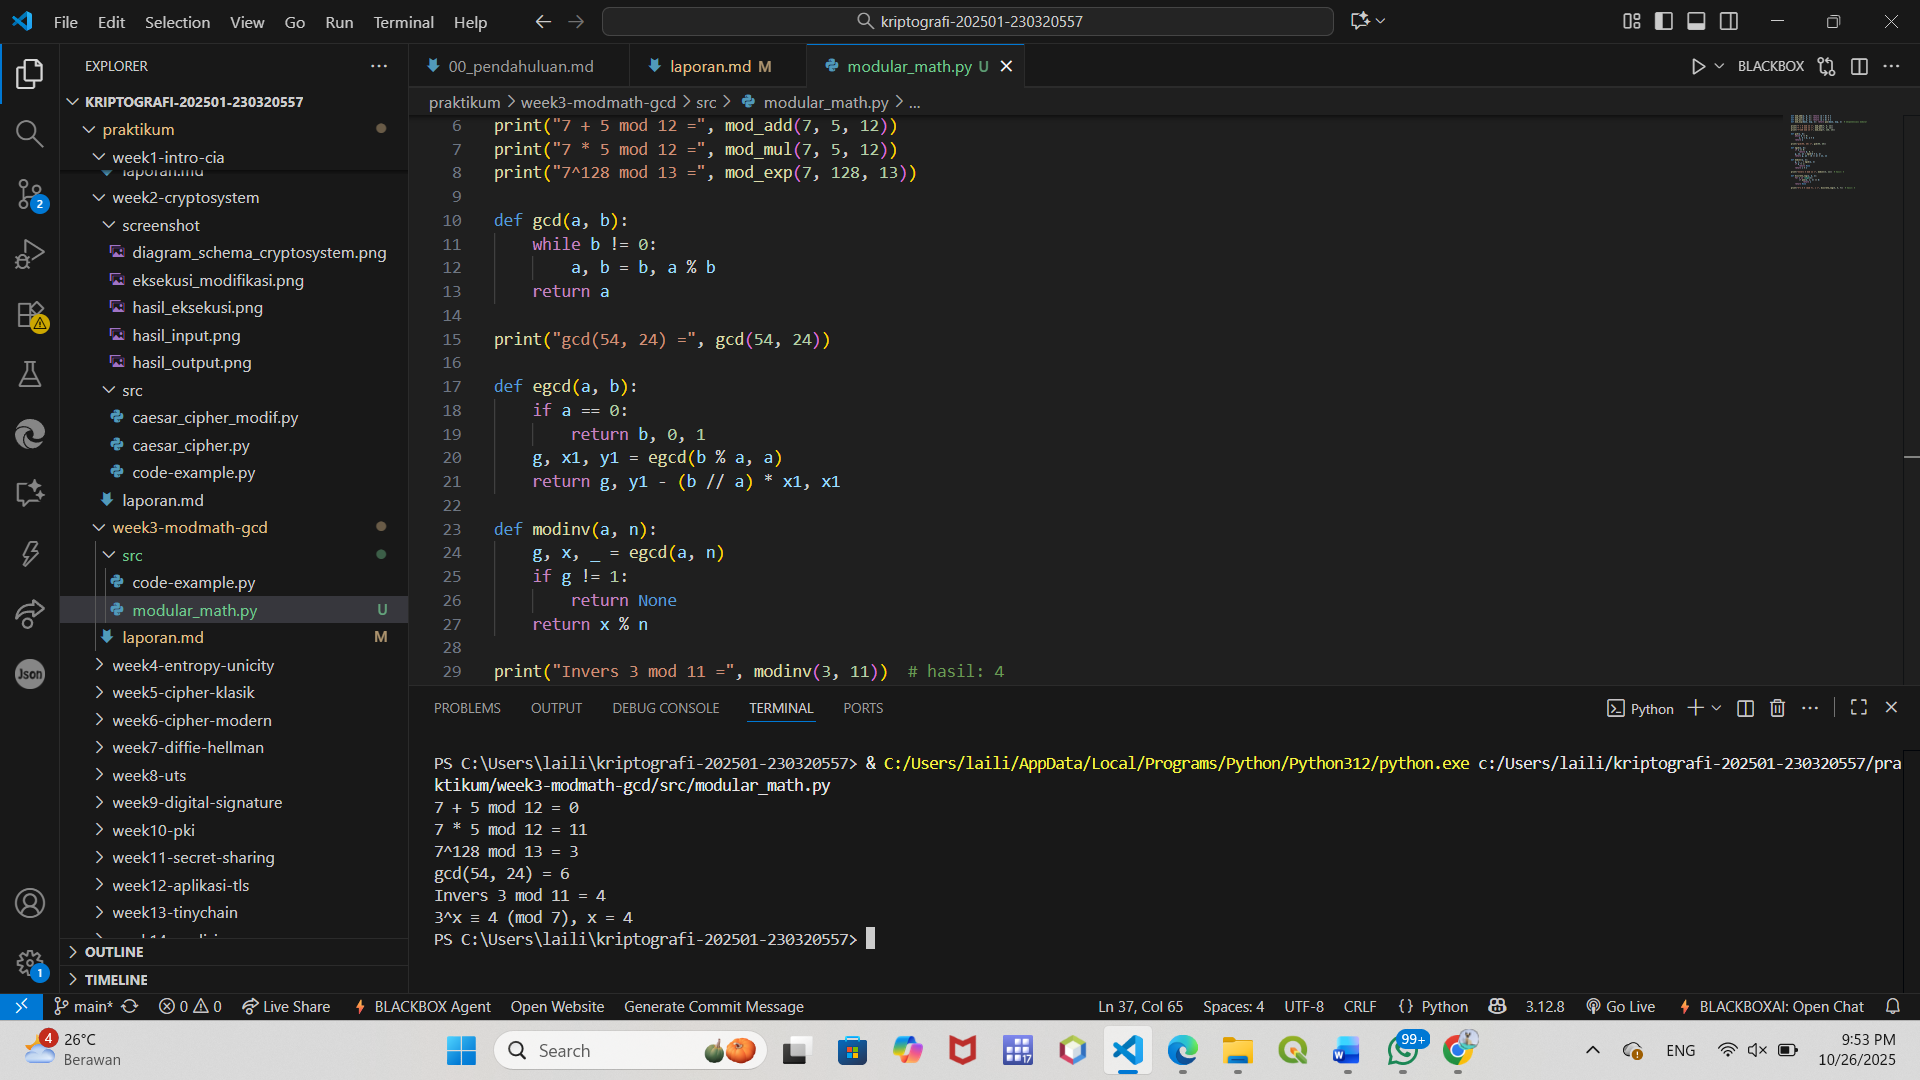 File Edit Selection View Go Run Terminal Help
kriptografi-202501-230320557
EXPLORER
KRIPTOGRAFI-202501-230320557
praktikum
week1-intro-cia
laporan.md
week2-cryptosystem
screenshot
diagram_schema_cryptosystem.png
eksekusi_modifikasi.png
hasil_eksekusi.png
hasil_input.png
hasil_output.png
src
caesar_cipher_modif.py
caesar_cipher.py
code-example.py
laporan.md
week3-modmath-gcd
src
code-example.py
modular_math.py U
laporan.md M
week4-entropy-unicity
week5-cipher-klasik
week6-cipher-modern
week7-diffie-hellman
week8-uts
week9-digital-signature
week10-pki
week11-secret-sharing
week12-aplikasi-tls
week13-tinychain
OUTLINE
TIMELINE
2
1
Json
00_pendahuluan.md laporan.md M modular_math.py U
BLACKBOX
praktikum > week3-modmath-gcd > src > modular_math.py > ...
6 print("7 + 5 mod 12 =", mod_add(7, 5, 12))
7 print("7 * 5 mod 12 =", mod_mul(7, 5, 12))
8 print("7^128 mod 13 =", mod_exp(7, 128, 13))
9
10 def gcd(a, b):
11 while b != 0:
12 a, b = b, a % b
13 return a
14
15 print("gcd(54, 24) =", gcd(54, 24))
16
17 def egcd(a, b):
18 if a == 0:
19 return b, 0, 1
20 g, x1, y1 = egcd(b % a, a)
21 return g, y1 - (b // a) * x1, x1
22
23 def modinv(a, n):
24 g, x, _ = egcd(a, n)
25 if g != 1:
26 return None
27 return x % n
28
29 print("Invers 3 mod 11 =", modinv(3, 11)) # hasil: 4
PROBLEMS OUTPUT DEBUG CONSOLE TERMINAL PORTS
Python
PS C:\Users\laili\kriptografi-202501-230320557> & C:/Users/laili/AppData/Local/Programs/Python/Python312/python.exe c:/Users/laili/kriptografi-202501-230320557/pra
ktikum/week3-modmath-gcd/src/modular_math.py
7 + 5 mod 12 = 0
7 * 5 mod 12 = 11
7^128 mod 13 = 3
gcd(54, 24) = 6
Invers 3 mod 11 = 4
3^x ≡ 4 (mod 7), x = 4
PS C:\Users\laili\kriptografi-202501-230320557>
main* 0 0 Live Share BLACKBOX Agent Open Website Generate Commit Message
Ln 37, Col 65 Spaces: 4 UTF-8 CRLF {} Python 3.12.8 Go Live BLACKBOXAI: Open Chat
4
26°C
Berawan
Search
17
99+
ENG
9:53 PM
10/26/2025